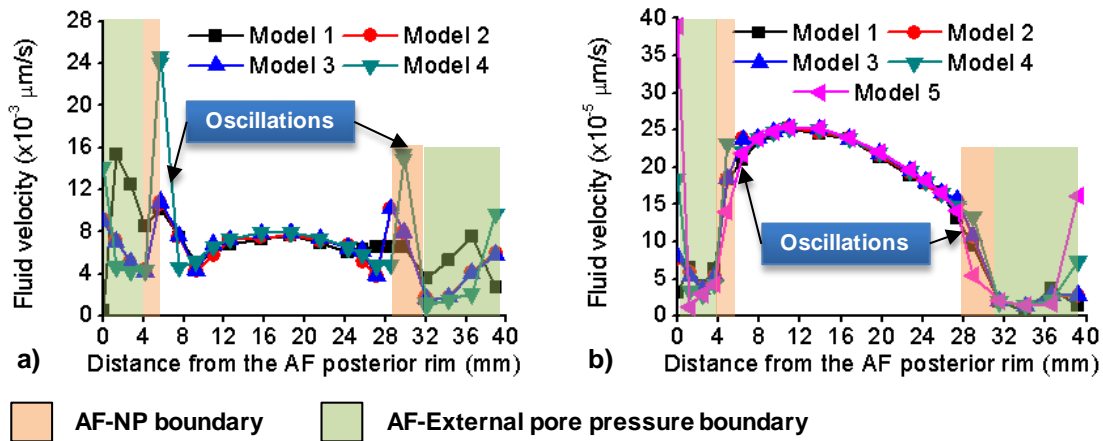 28
24
20
16
12
8
4
0
Fluid velocity (x10-3 µm/s)
Model 1 Model 2
Model 3 Model 4
Oscillations
0 4 8 12 16 20 24 28 32 36 40
a) Distance from the AF posterior rim (mm)
40
35
30
25
20
15
10
5
0
Fluid velocity (x10-5 µm/s)
Model 1 Model 2
Model 3 Model 4
Model 5
Oscillations
0 4 8 12 16 20 24 28 32 36 40
b) Distance from the AF posterior rim (mm)
AF-NP boundary AF-External pore pressure boundary